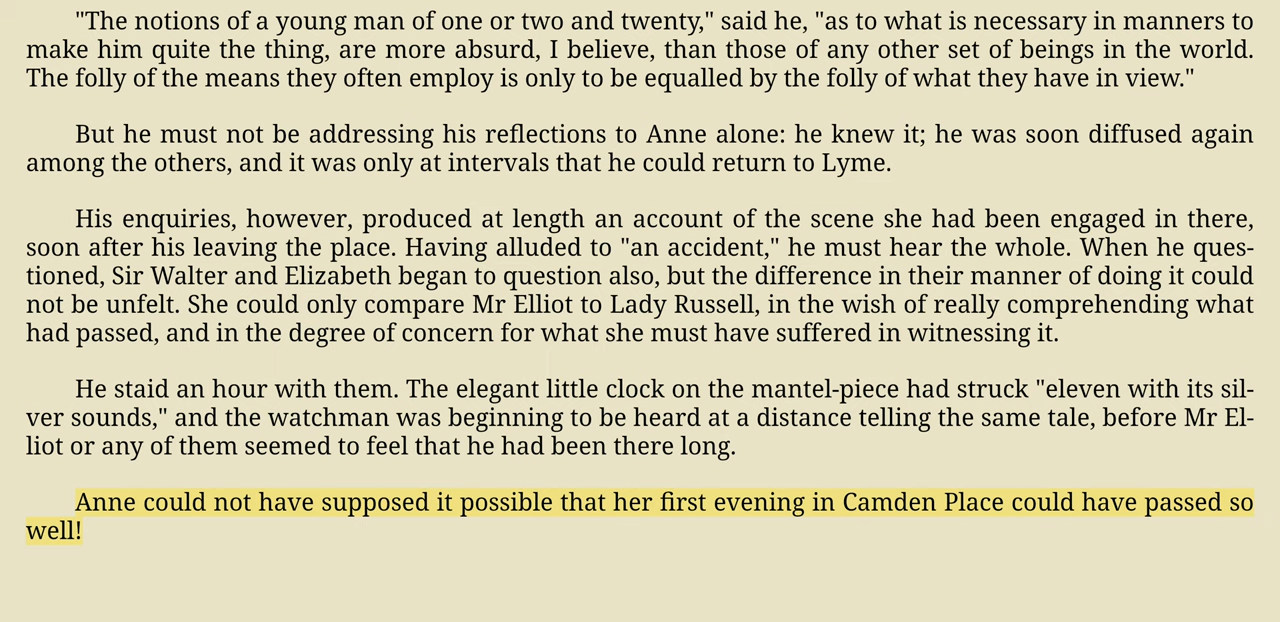 "The notions of a young man of one or two and twenty," said he, "as to what is necessary in manners to
make him quite the thing, are more absurd, I believe, than those of any other set of beings in the world.
The folly of the means they often employ is only to be equalled by the folly of what they have in view."
But he must not be addressing his reflections to Anne alone: he knew it; he was soon diffused again
among the others, and it was only at intervals that he could return to Lyme.
His enquiries, however, produced at length an account of the scene she had been engaged in there,
soon after his leaving the place. Having alluded to "an accident," he must hear the whole. When he ques-
tioned, Sir Walter and Elizabeth began to question also, but the difference in their manner of doing it could
not be unfelt. She could only compare Mr Elliot to Lady Russell, in the wish of really comprehending what
had passed, and in the degree of concern for what she must have suffered in witnessing it.
He staid an hour with them. The elegant little clock on the mantel-piece had struck "eleven with its sil-
ver sounds," and the watchman was beginning to be heard at a distance telling the same tale, before Mr El-
liot or any of them seemed to feel that he had been there long.
Anne could not have supposed it possible that her first evening in Camden Place could have passed so
well!